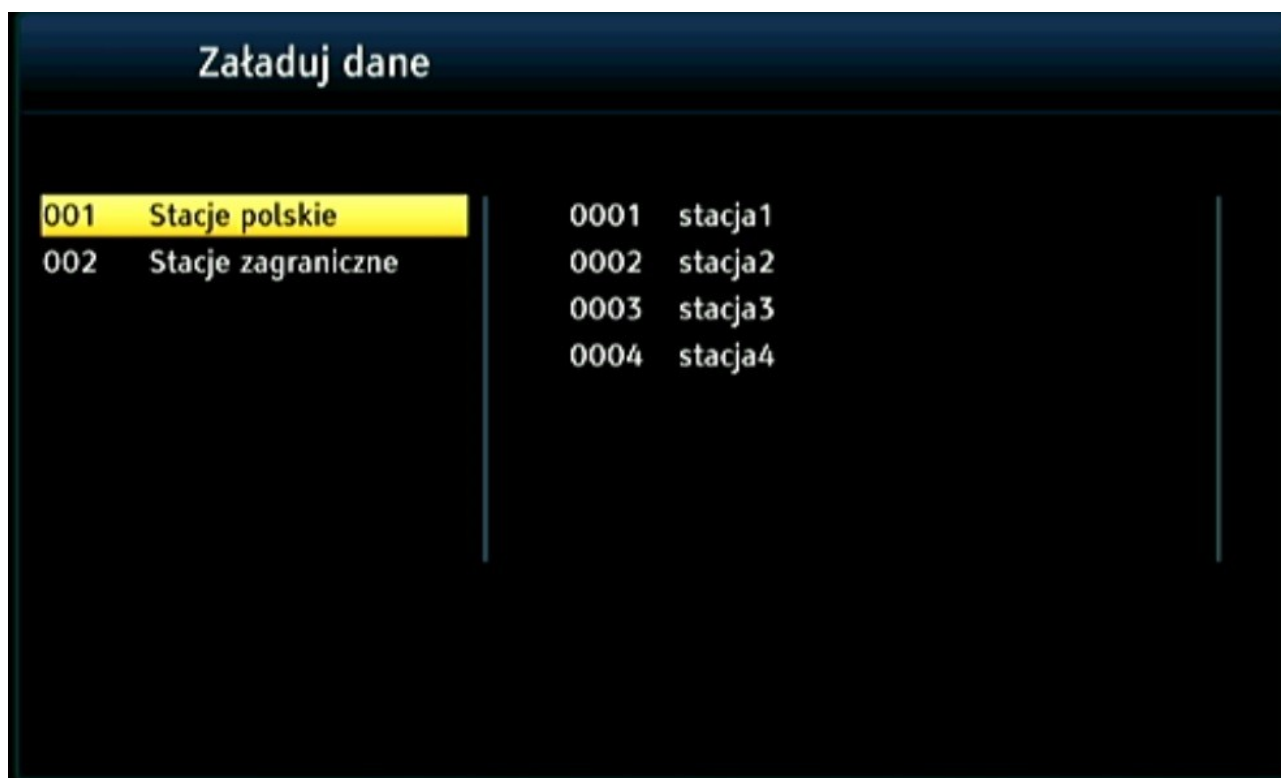 Załaduj dane
001 Stacje polskie
002 Stacje zagraniczne
0001 stacja1
0002 stacja2
0003 stacja3
0004 stacja4